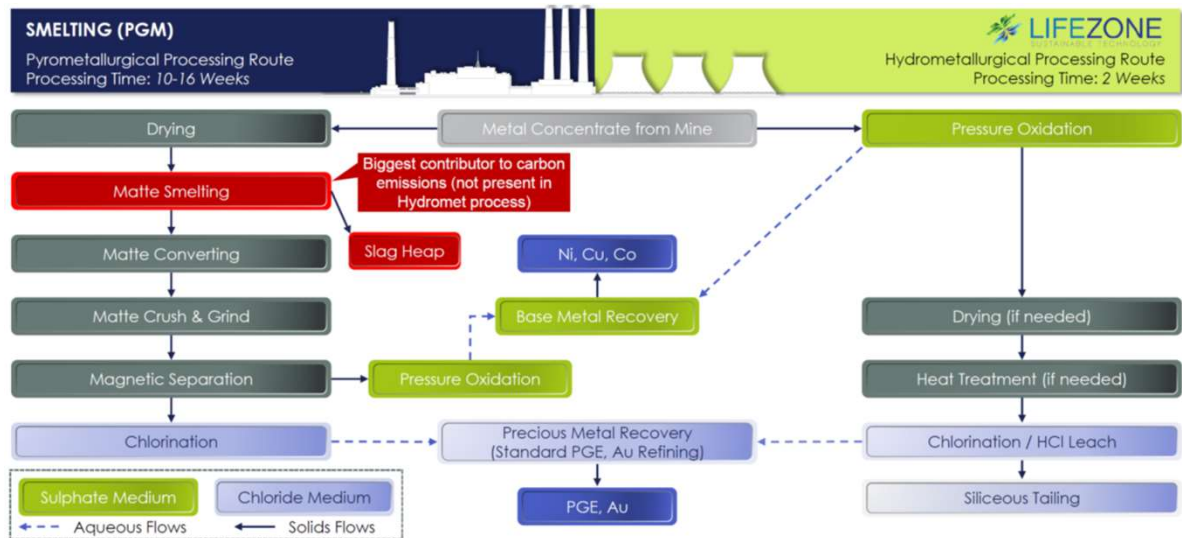 SMELTING (PGM)
Pyrometallurgical Processing Route
Processing Time: 10-16 Weeks
LIFEZONE
SUSTAINABLE TECHNOLOGY
Hydrometallurgical Processing Route
Processing Time: 2 Weeks
Drying
Metal Concentrate from Mine
Pressure Oxidation
Biggest contributor to carbon
emissions (not present in
Hydromet process)
Matte Smelting
Slag Heap
Matte Converting
Ni, Cu, Co
Matte Crush & Grind
Base Metal Recovery
Drying (if needed)
Magnetic Separation
Pressure Oxidation
Heat Treatment (if needed)
Chlorination
Precious Metal Recovery
(Standard PGE, Au Refining)
Chlorination / HCl Leach
PGE, Au
Siliceous Tailing
Sulphate Medium
Chloride Medium
Aqueous Flows
Solids Flows